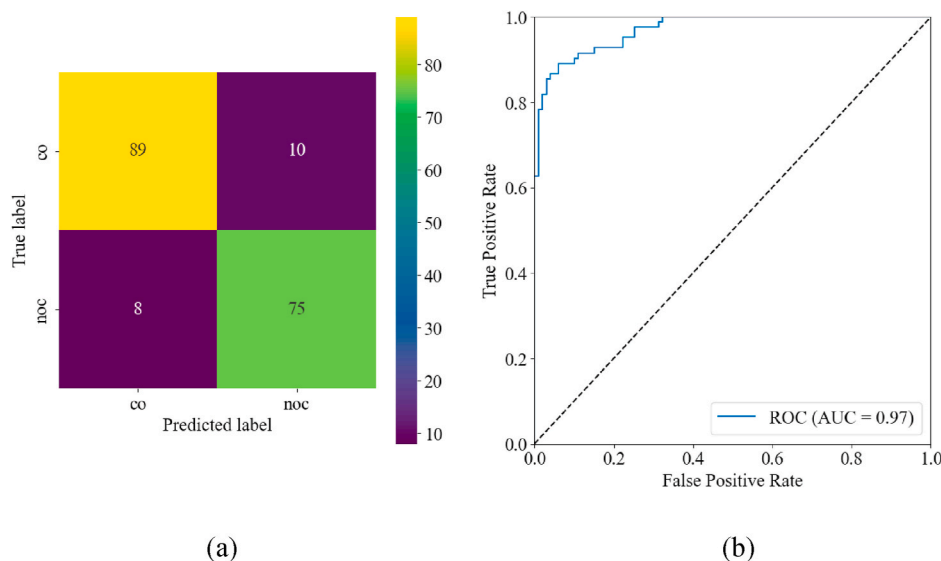 80
70
60
50
40
30
20
10
co
noc
True label
89
10
8
75
co
noc
Predicted label
(a)
1.0
0.8
0.6
0.4
0.2
0.0
True Positive Rate
ROC (AUC = 0.97)
0.0
0.2
0.4
0.6
0.8
1.0
False Positive Rate
(b)